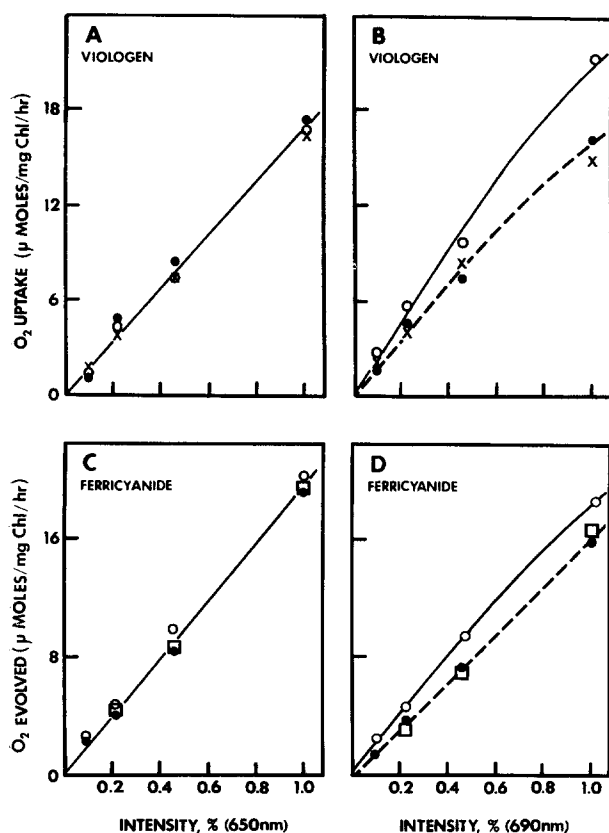 A
VIOLOGEN
B
VIOLOGEN
O₂ UPTAKE (μ MOLES/mg Chl/hr)
18
12
6
0
C
FERRICYANIDE
D
FERRICYANIDE
O₂ EVOLVED (μ MOLES/mg Chl/hr)
16
8
0
0.2 0.4 0.6 0.8 1.0
0.2 0.4 0.6 0.8 1.0
INTENSITY, % (650nm)
INTENSITY, % (690nm)